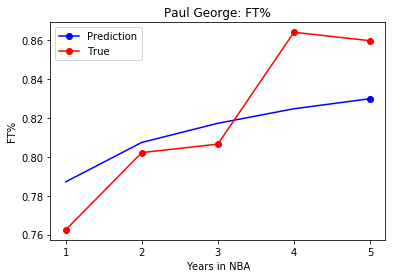 Paul George: FT%
Prediction
True
FT%
0.86
0.84
0.82
0.80
0.78
0.76
1 2 3 4 5
Years in NBA